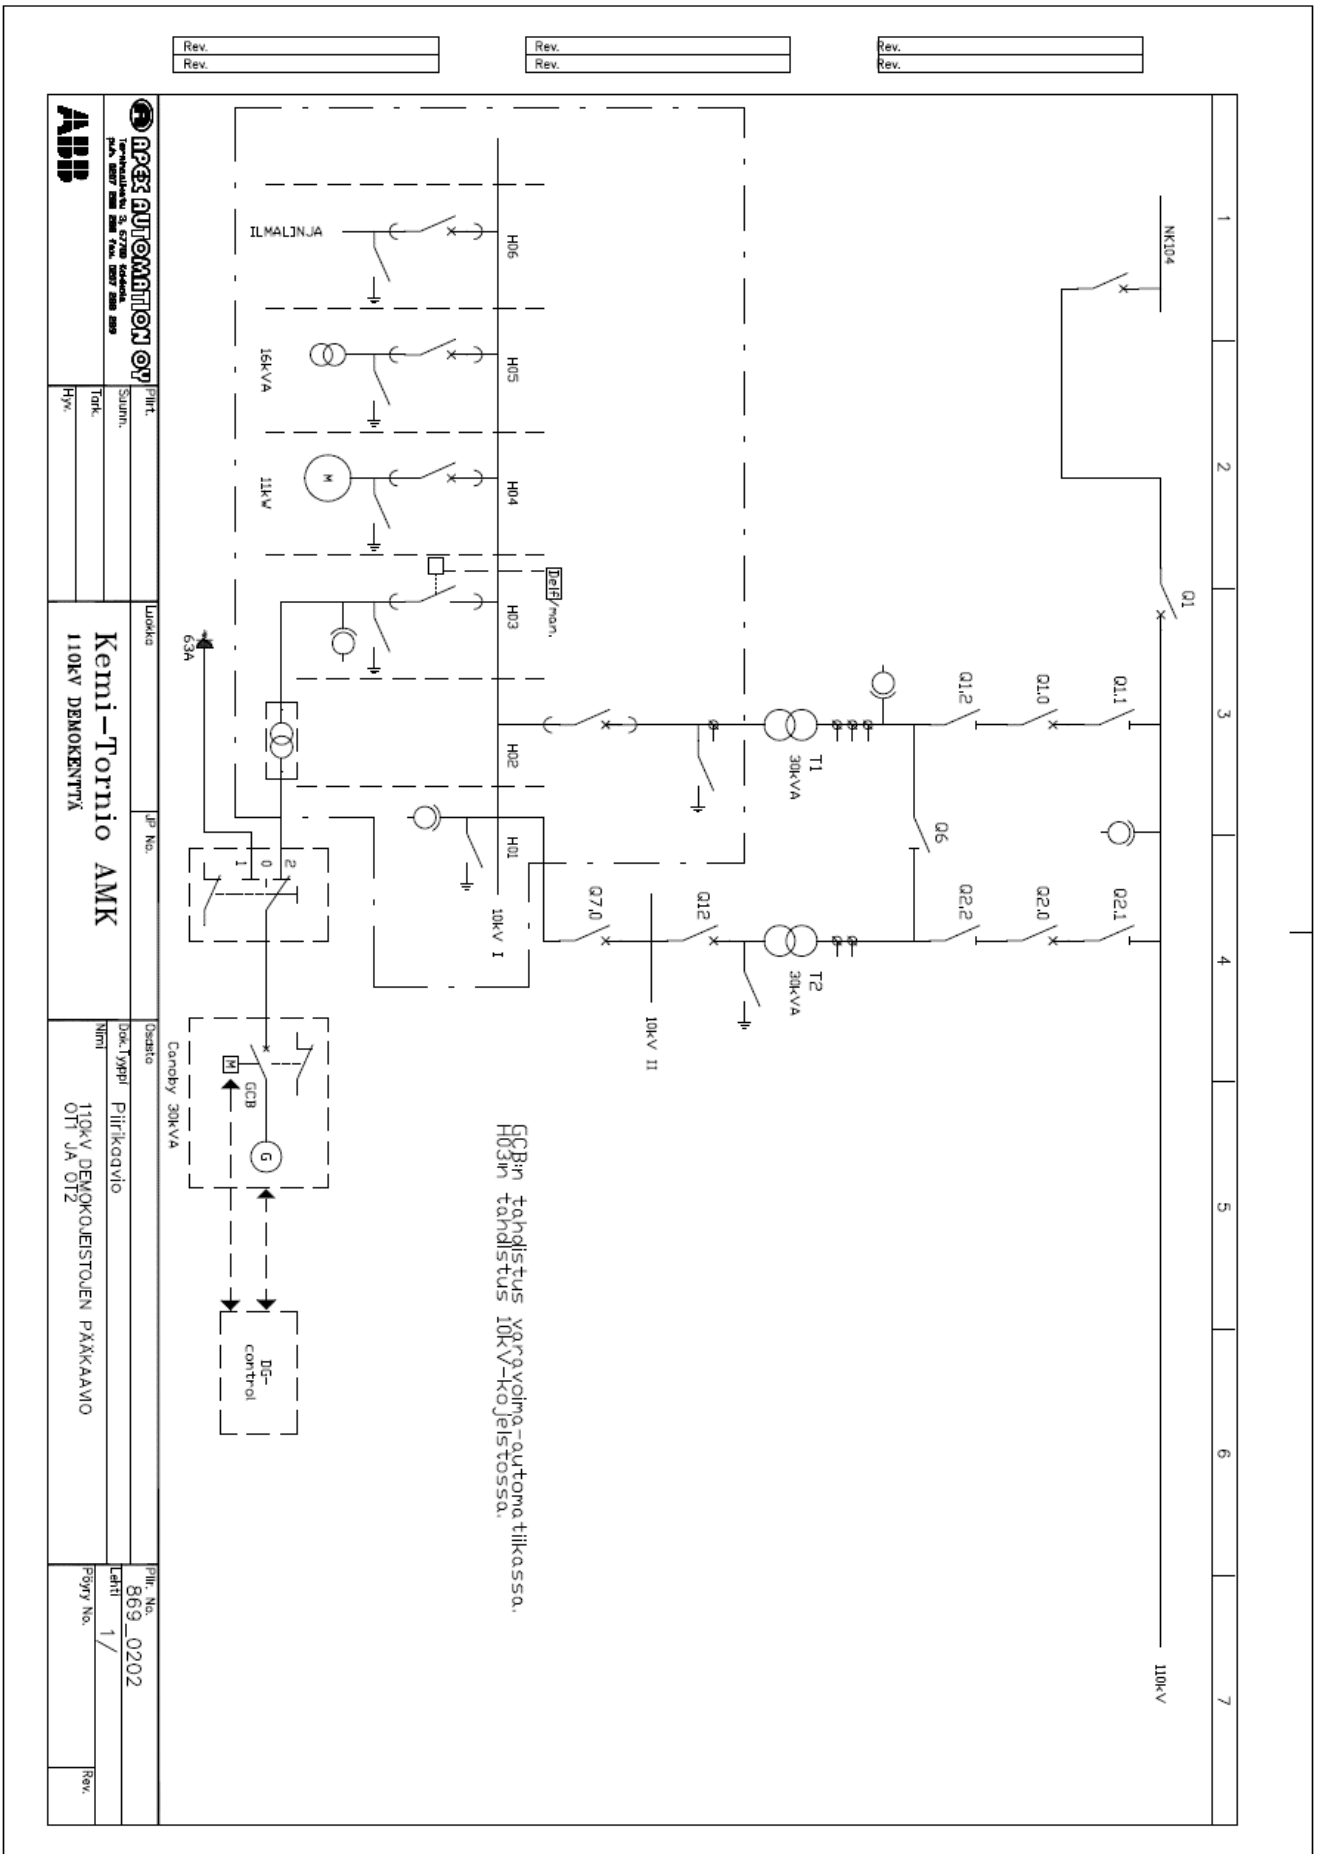 Rev.
Rev.
Rev.
Rev.
Rev.
Rev.
1
2
3
4
5
6
7
NK104
Q1
110kV
Q1.1
Q1.0
Q1.2
Q2.1
Q2.0
Q2.2
Q6
T1
30kVA
T2
30kVA
Q12
Q7.0
10kV II
10kV I
H06
H05
H04
H03
H02
H01
Delf/man.
ILMALINJA
16kVA
M
11kW
63A
1 0 2
GCB
M
G
Canoby 30kVA
DG-
control
GCB:n tahdistus varavoima-automatiikassa.
H03:n tahdistus 10kV-kojeistossa.
APEX AUTOMATION OY
ABB
Piirt.
Suunn.
Tark.
Hyv.
Luokka
JP No.
Kemi-Tornio AMK
110kV DEMOKENTTÄ
Osasto
Dok.Tyyppi Piirikaavio
Nimi
110kV DEMOKOJEISTOJEN PÄÄKAAVIO
OT1 JA OT2
Piir. No.
869_0202
Lehti
1/
Pöyry No.
Rev.